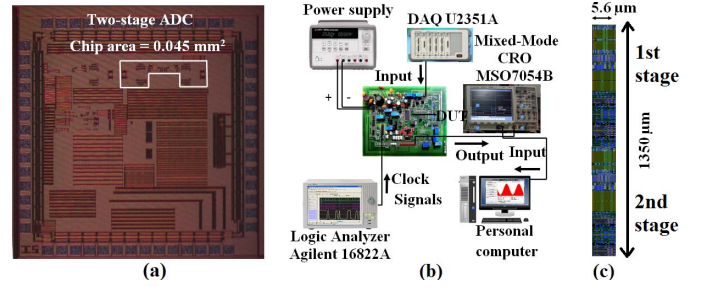 Two-stage ADC
Chip area = 0.045 mm²
(a)
Power supply
DAQ U2351A
Mixed-Mode
CRO
MSO7054B
Input
+ -
DUT
Output
Input
Clock
Signals
Logic Analyzer
Agilent 16822A
Personal
computer
(b)
5.6 µm
1st
stage
1350 µm
2nd
stage
(c)